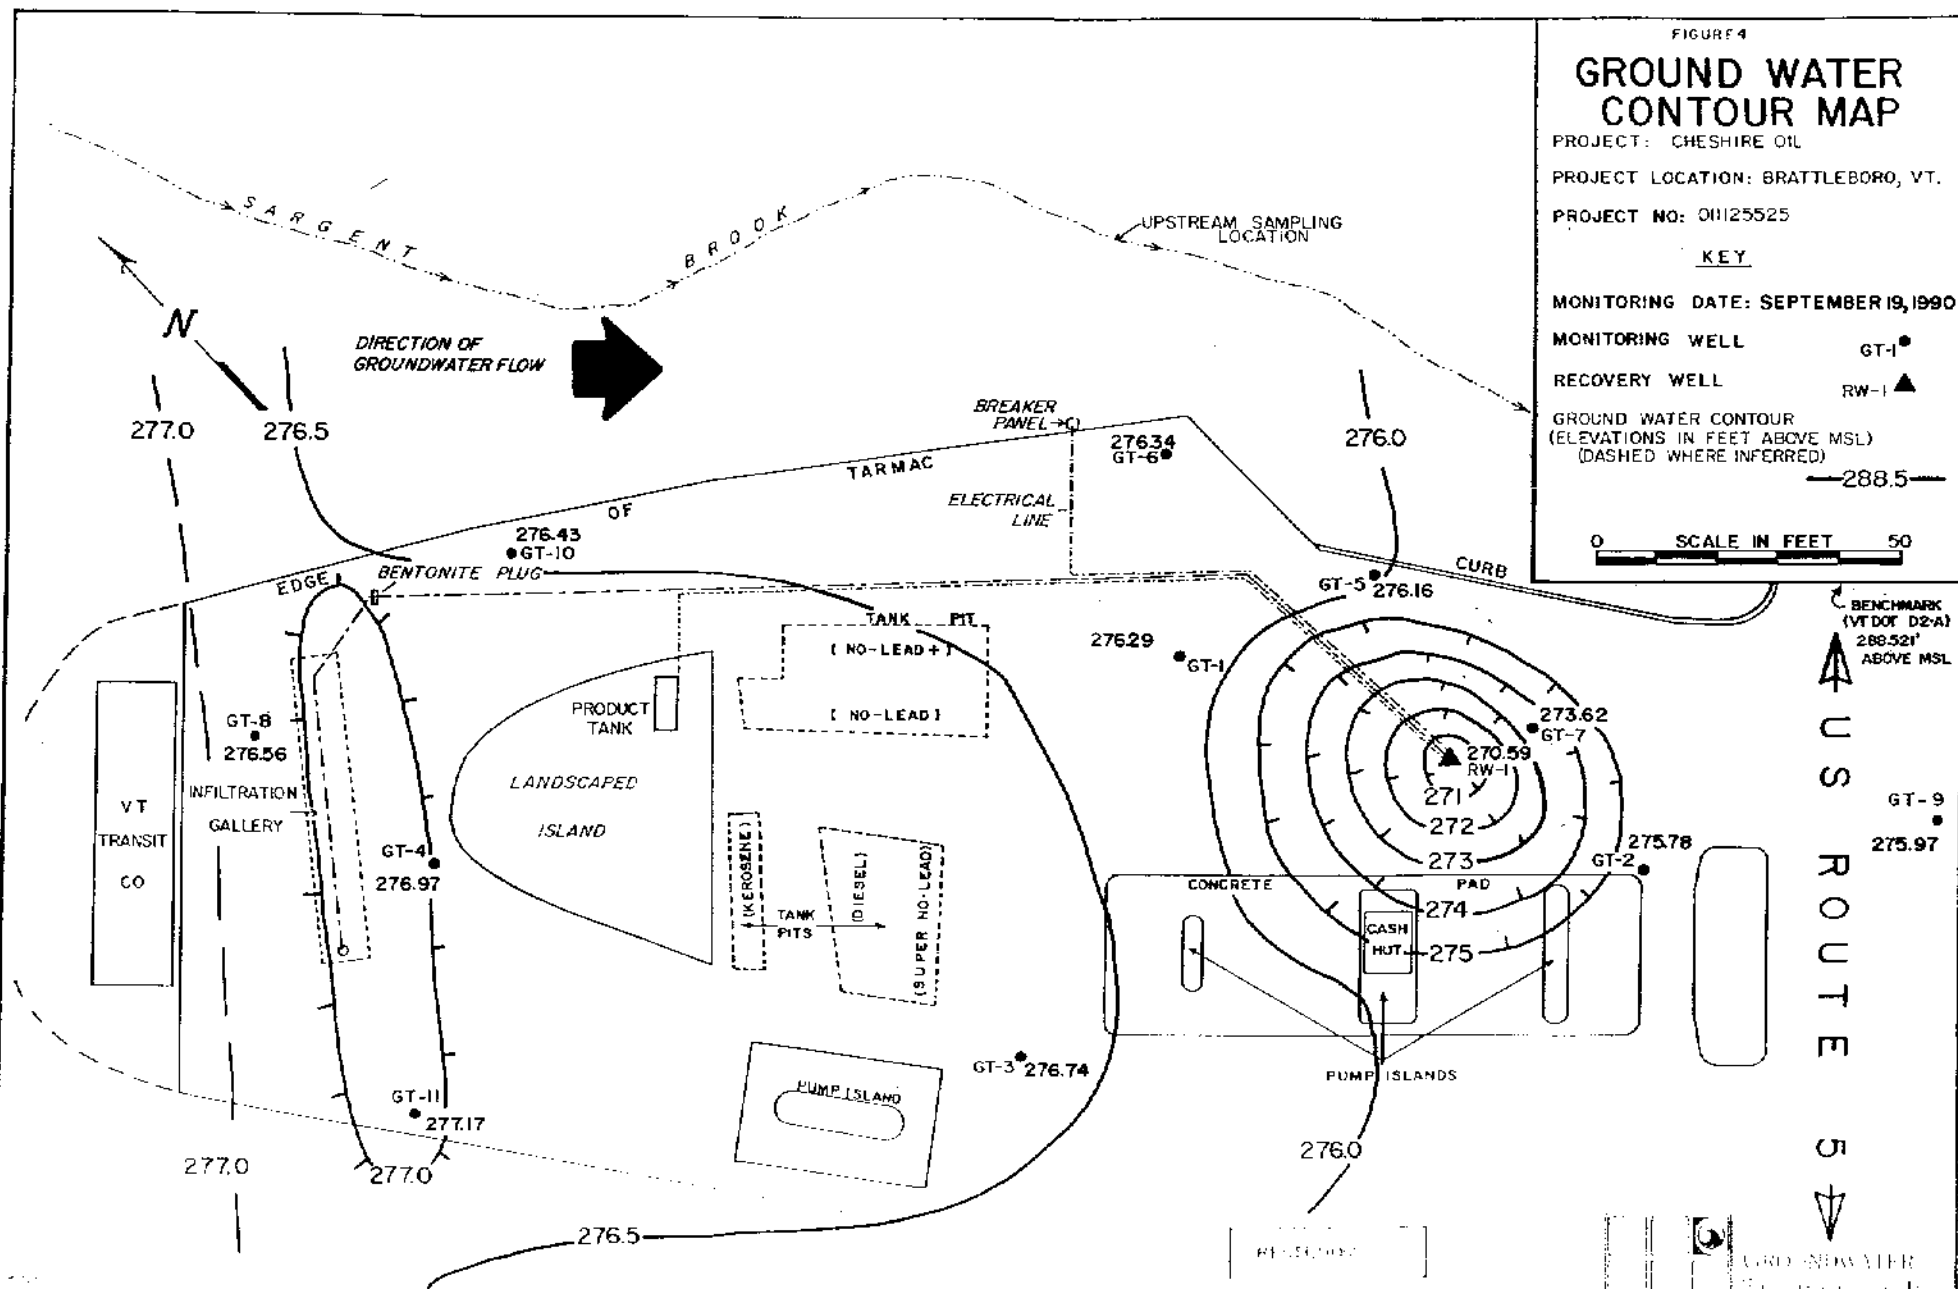 FIGURE 4
GROUND WATER
CONTOUR MAP
PROJECT: CHESHIRE OIL
PROJECT LOCATION: BRATTLEBORO, VT.
PROJECT NO: 011125525
KEY
MONITORING DATE: SEPTEMBER 19, 1990
MONITORING WELL
GT-1
RECOVERY WELL
RW-1
GROUND WATER CONTOUR
(ELEVATIONS IN FEET ABOVE MSL)
(DASHED WHERE INFERRED)
288.5
0 SCALE IN FEET 50
SARGENT BROOK
UPSTREAM SAMPLING
LOCATION
N
DIRECTION OF
GROUNDWATER FLOW
277.0
276.5
BREAKER
PANEL
276.34
GT-6
276.0
EDGE OF TARMAC
ELECTRICAL
LINE
276.43
GT-10
BENTONITE PLUG
CURB
GT-5 276.16
BENCHMARK
(VT DOT D2-A)
288.521'
ABOVE MSL
TANK PIT
(NO-LEAD+)
(NO-LEAD)
276.29
GT-1
PRODUCT
TANK
GT-8
276.56
273.62
GT-7
270.59
RW-1
271
272
273
274
275
LANDSCAPED
ISLAND
INFILTRATION
GALLERY
VT
TRANSIT
CO
GT-4
276.97
(KEROSENE)
(DIESEL)
(SUPER NO-LEAD)
TANK
PITS
CONCRETE PAD
CASH
HUT
275.78
GT-2
GT-9
275.97
US ROUTE 5
GT-3 276.74
PUMP ISLAND
PUMP ISLANDS
GT-11
277.17
277.0
277.0
276.0
276.5
GROUNDWATER